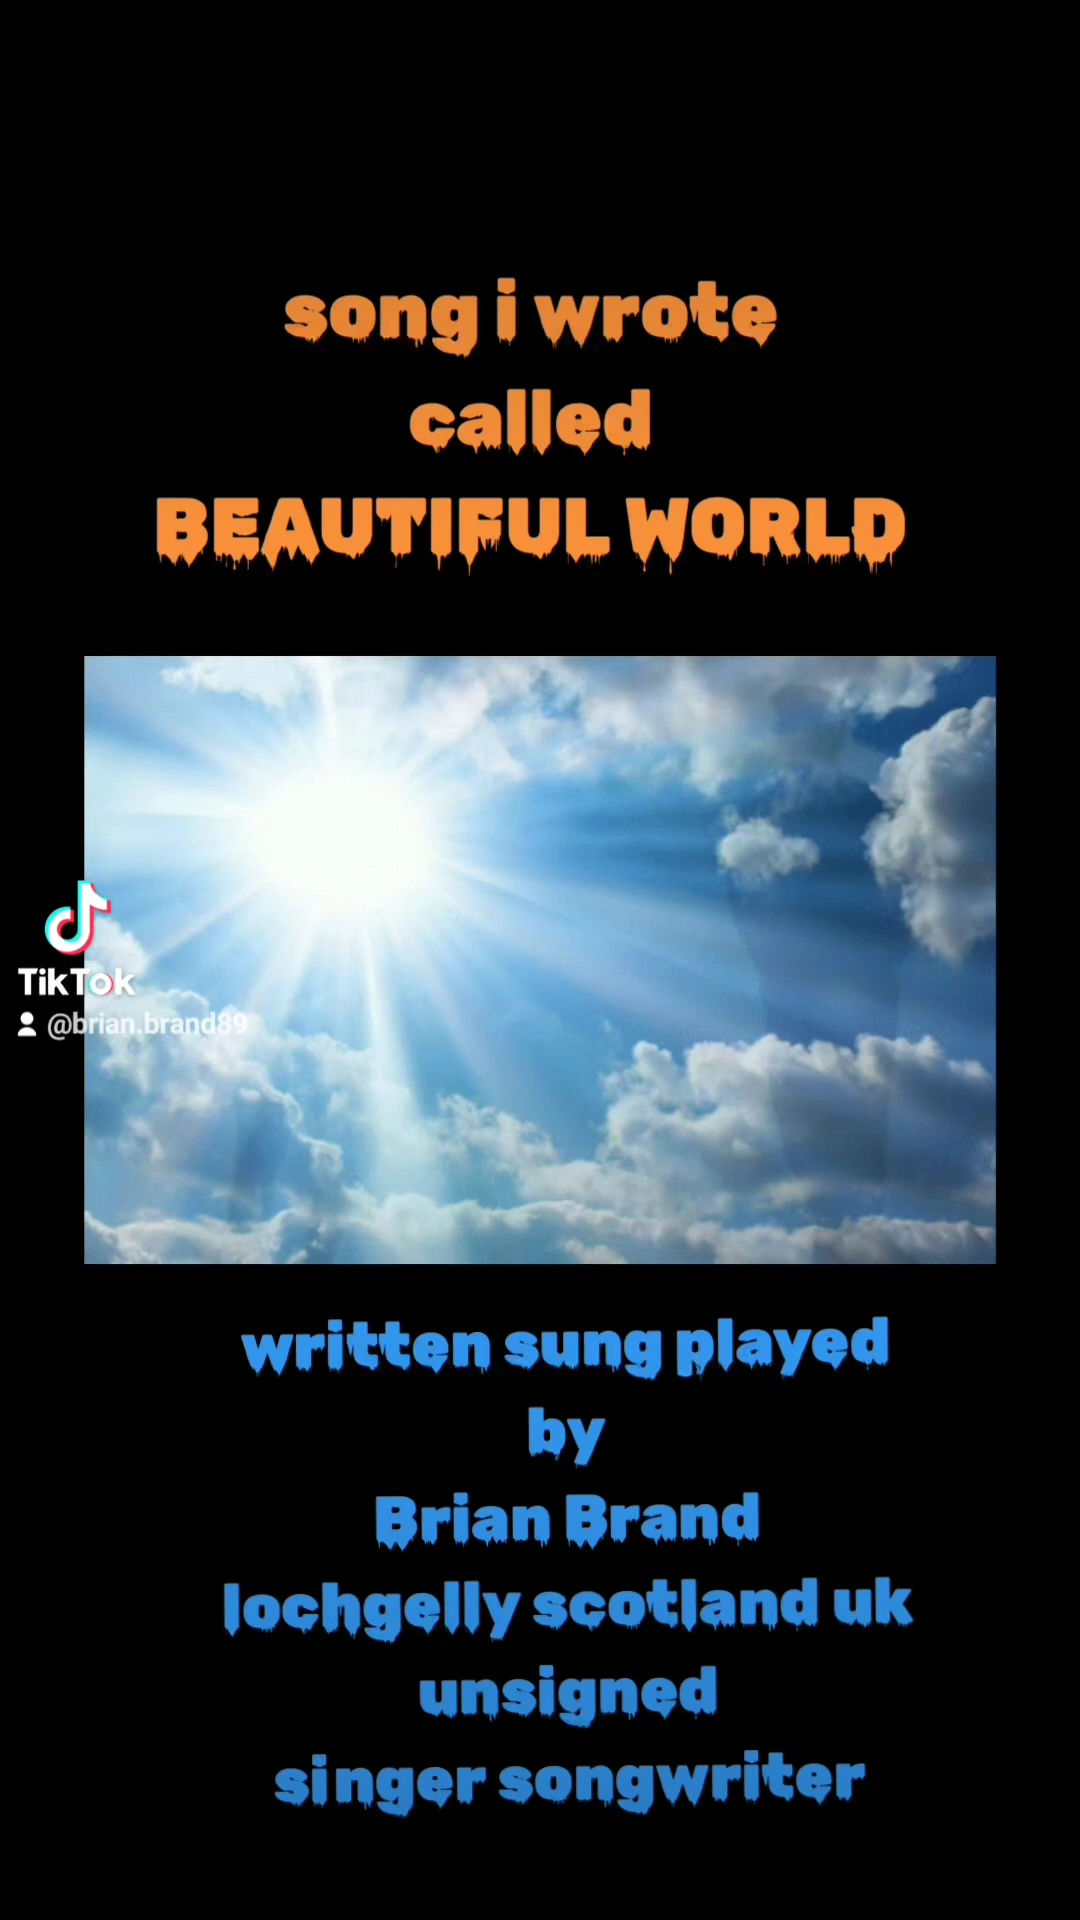 song i wrote
called
BEAUTIFUL WORLD
TikTok
@brian.brand89
written sung played
by
Brian Brand
lochgelly scotland uk
unsigned
singer songwriter